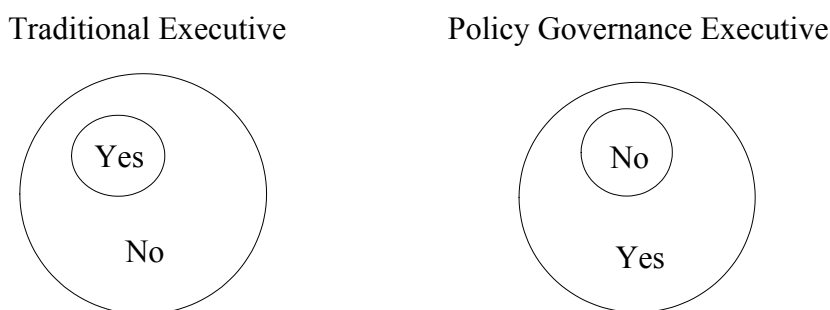 Traditional Executive
Policy Governance Executive
Yes
No
No
Yes